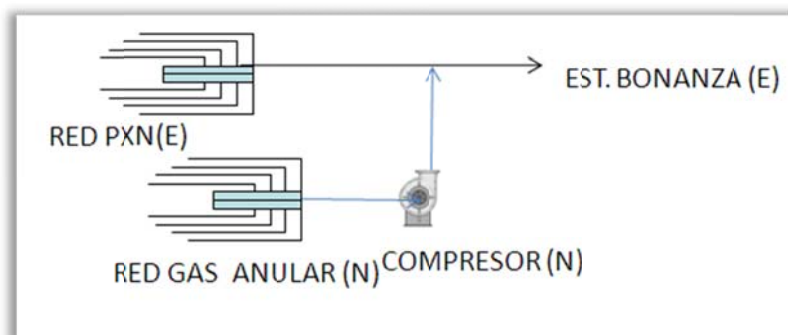 EST. BONANZA (E)
RED PXN(E)
RED GAS ANULAR (N)
COMPRESOR (N)